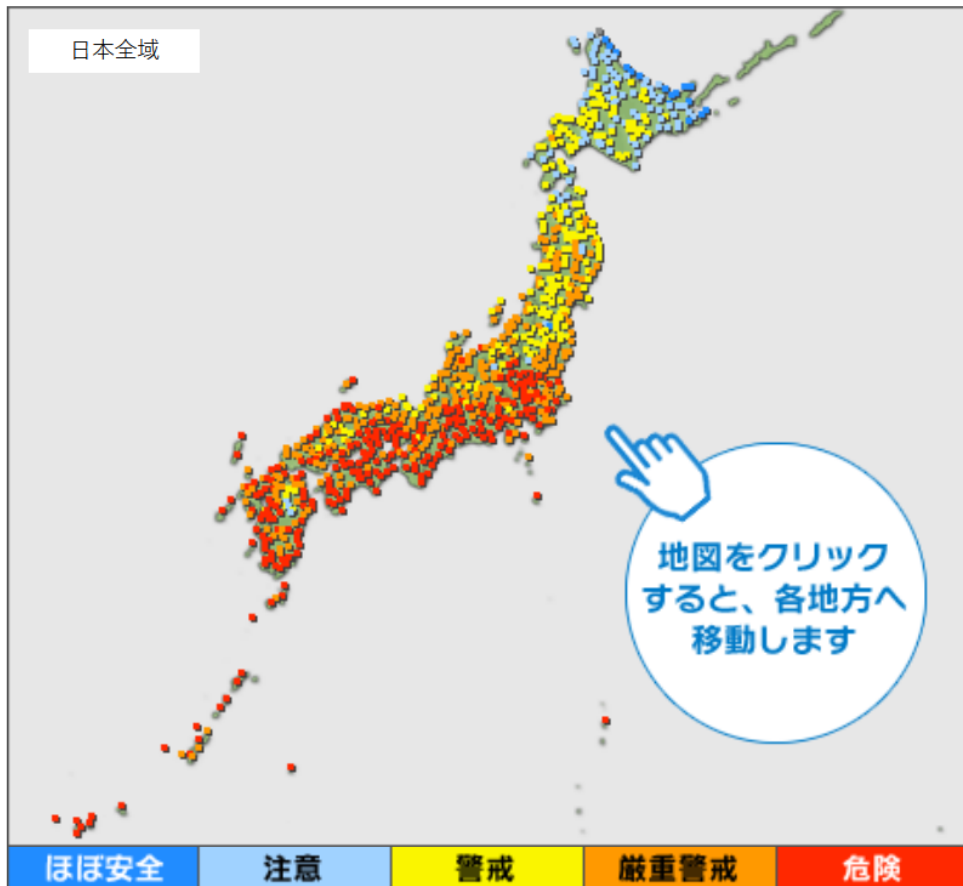 日本全域
地図をクリック
すると、各地方へ
移動します
ほぼ安全
注意
警戒
厳重警戒
危険